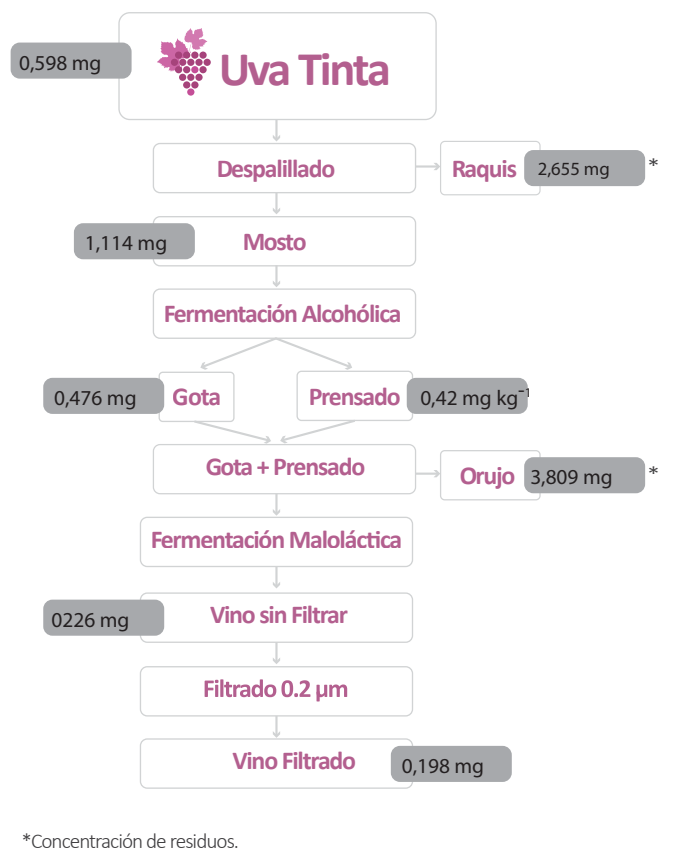 0,598 mg
Uva Tinta
Despalillado
Raquis
2,655 mg
*
1,114 mg
Mosto
Fermentación Alcohólica
0,476 mg
Gota
Prensado
0,42 mg kg⁻¹
Gota + Prensado
Orujo
3,809 mg
*
Fermentación Maloláctica
0226 mg
Vino sin Filtrar
Filtrado 0.2 µm
Vino Filtrado
0,198 mg
*Concentración de residuos.